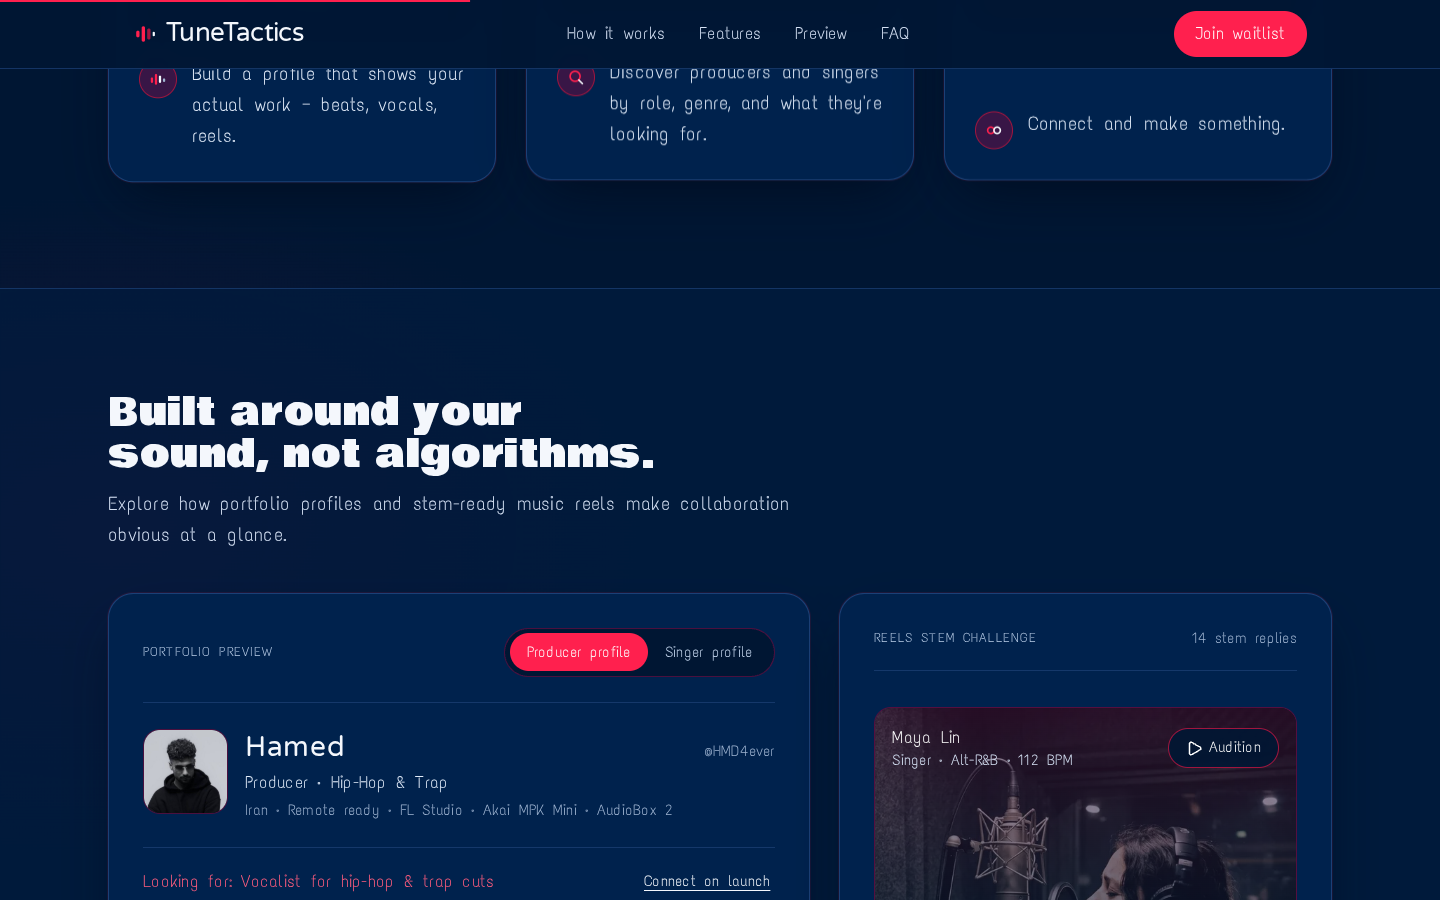 TuneTactics
How it works
Features
Preview
FAQ
Join waitlist
Build a profile that shows your
actual work – beats, vocals,
reels.
Discover producers and singers
by role, genre, and what they're
looking for.
Connect and make something.
Built around your
sound, not algorithms.
Explore how portfolio profiles and stem-ready music reels make collaboration
obvious at a glance.
PORTFOLIO PREVIEW
Producer profile
Singer profile
Hamed
@HMD4ever
Producer · Hip-Hop & Trap
Iran · Remote ready · FL Studio · Akai MPK Mini · AudioBox 2
Looking for: Vocalist for hip-hop & trap cuts
Connect on launch
REELS STEM CHALLENGE
14 stem replies
Maya Lin
Singer · Alt-R&B · 112 BPM
Audition